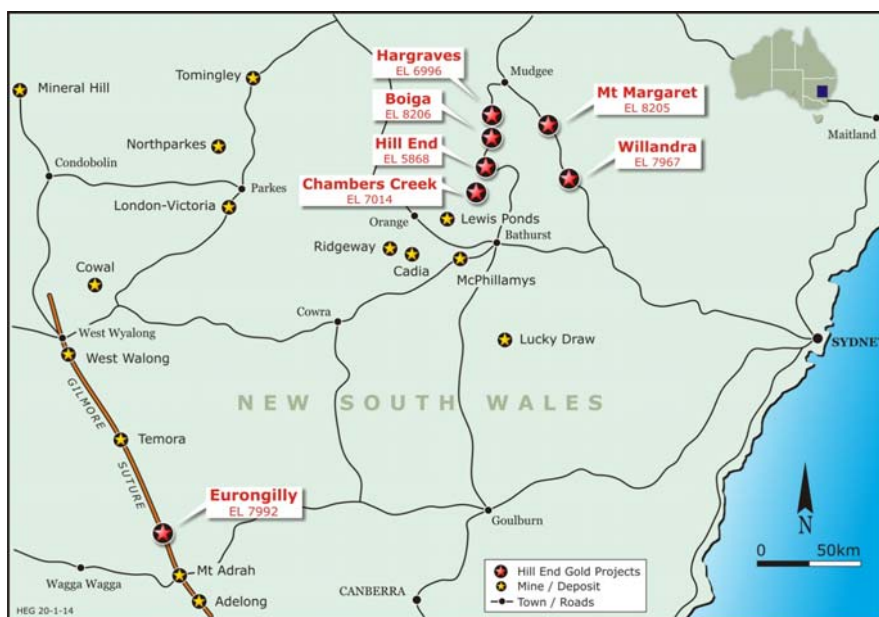 Hargraves
EL 6996
Mudgee
Tomingley
Mineral Hill
Boiga
EL 8206
Mt Margaret
EL 8205
Maitland
Northparkes
Hill End
EL 5868
Willandra
EL 7967
Condobolin
Chambers Creek
EL 7014
Parkes
London-Victoria
Orange
Lewis Ponds
Bathurst
Ridgeway
Cadia
McPhillamys
Cowal
Cowra
West Wyalong
West Walong
Lucky Draw
SYDNEY
GILMORE
SUTURE
NEW SOUTH WALES
Temora
Eurongilly
EL 7992
Goulburn
N
0 50km
Wagga Wagga
Mt Adrah
CANBERRA
Adelong
Hill End Gold Projects
Mine / Deposit
Town / Roads
HEG 20-1-14